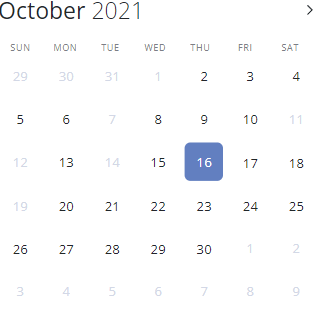 October 2021
SUN MON TUE WED THU FRI SAT
29 30 31 1 2 3 4
5 6 7 8 9 10 11
12 13 14 15 16 17 18
19 20 21 22 23 24 25
26 27 28 29 30 1 2
3 4 5 6 7 8 9